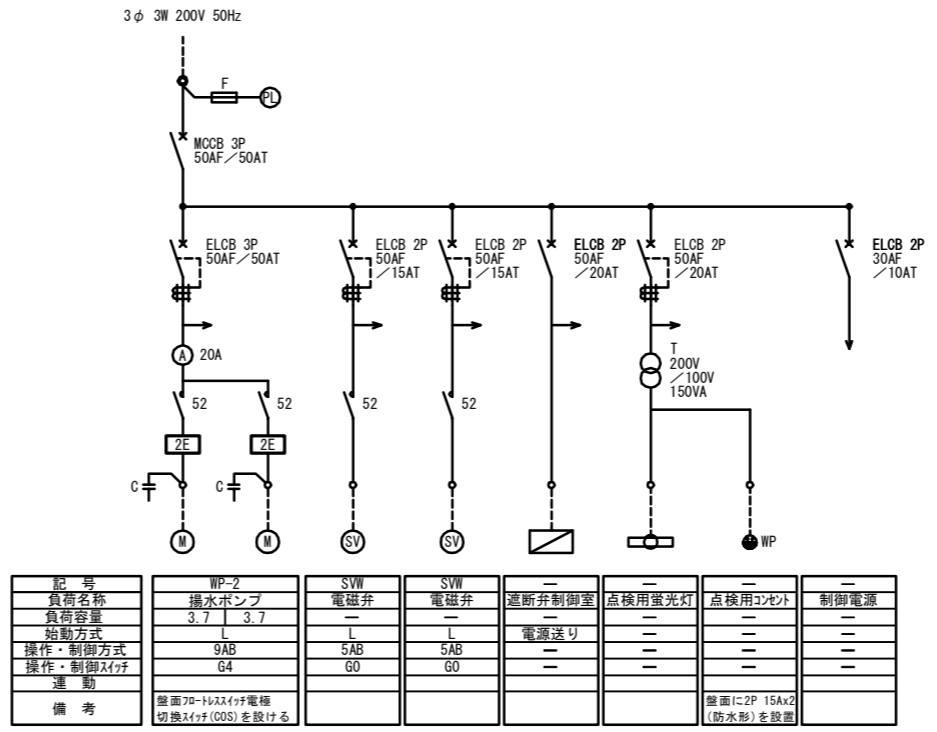 3φ 3W 200V 50Hz
F
PL
MCCB 3P
50AF／50AT
ELCB 3P
50AF／50AT
ELCB 2P
50AF
／15AT
ELCB 2P
50AF
／15AT
ELCB 2P
50AF
／20AT
ELCB 2P
50AF
／20AT
ELCB 2P
30AF
／10AT
A 20A
T
200V
／100V
150VA
52
52
52
52
2E
2E
C
C
M
M
SV
SV
WP
記 号 WP-2 SVW SVW － － － －
負荷名称 揚水ポンプ 電磁弁 電磁弁 遮断弁制御室 点検用蛍光灯 点検用コンセント 制御電源
負荷容量 3.7 3.7 － － － － － －
始動方式 L L L 電源送り － － －
操作・制御方式 9AB 5AB 5AB － － － －
操作・制御スイッチ G4 G0 G0 － － － －
連 動
備 考 盤面フロートレススイッチ電極 盤面に2P 15Ax2
切換スイッチ(COS)を設ける (防水形)を設置